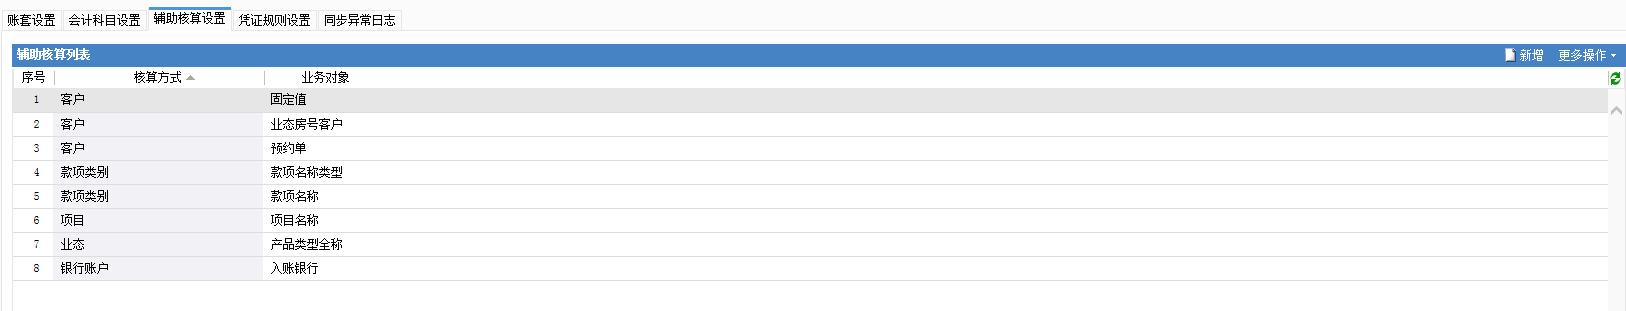 账套设置 会计科目设置 辅助核算设置 凭证规则设置 同步异常日志
辅助核算列表 新增 更多操作
序号 核算方式 业务对象
1 客户 固定值
2 客户 业态房号客户
3 客户 预约单
4 款项类别 款项名称类型
5 款项类别 款项名称
6 项目 项目名称
7 业态 产品类型全称
8 银行账户 入账银行